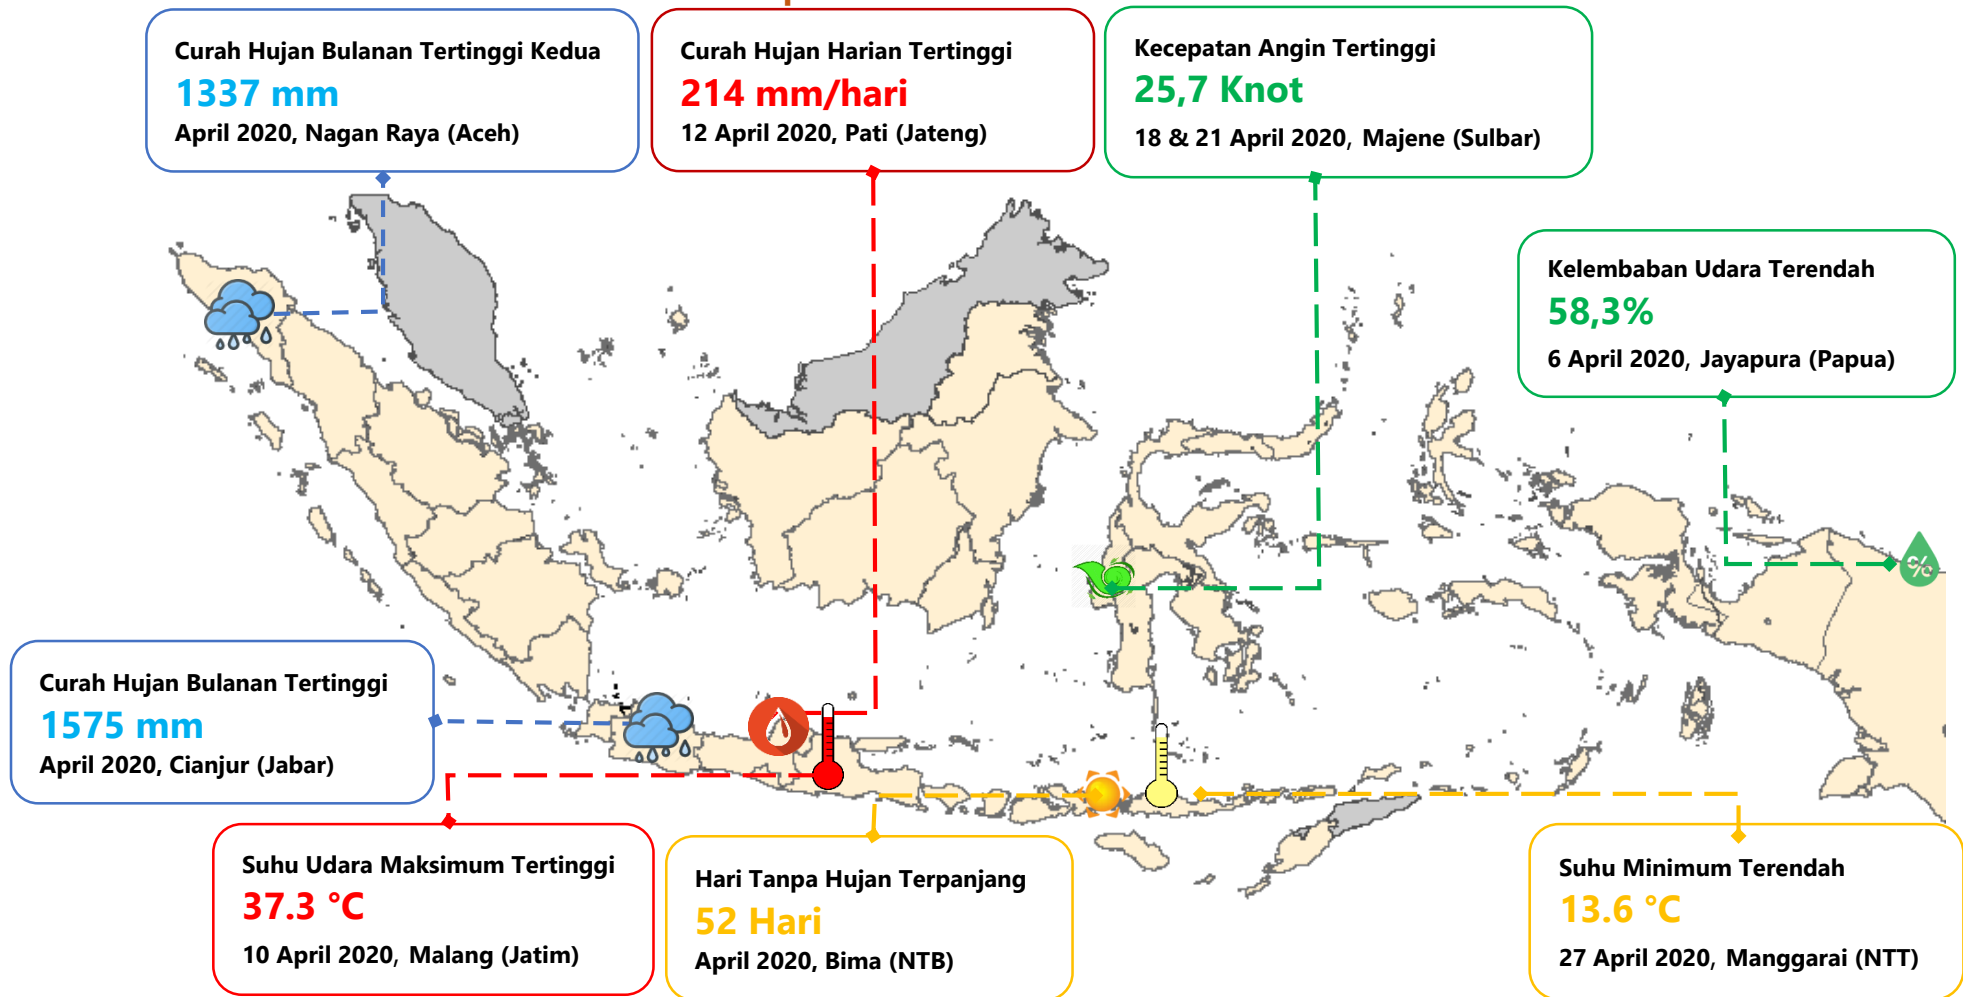 Curah Hujan Bulanan Tertinggi Kedua
1337 mm
April 2020, Nagan Raya (Aceh)
Curah Hujan Harian Tertinggi
214 mm/hari
12 April 2020, Pati (Jateng)
Kecepatan Angin Tertinggi
25,7 Knot
18 & 21 April 2020, Majene (Sulbar)
Kelembaban Udara Terendah
58,3%
6 April 2020, Jayapura (Papua)
%
Curah Hujan Bulanan Tertinggi
1575 mm
April 2020, Cianjur (Jabar)
Suhu Udara Maksimum Tertinggi
37.3 °C
10 April 2020, Malang (Jatim)
Hari Tanpa Hujan Terpanjang
52 Hari
April 2020, Bima (NTB)
Suhu Minimum Terendah
13.6 °C
27 April 2020, Manggarai (NTT)